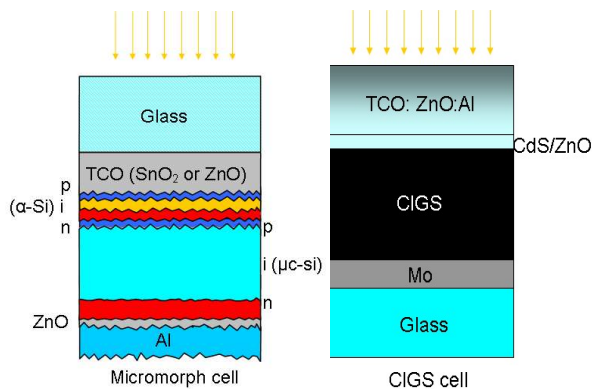 Glass
TCO (SnO₂ or ZnO)
p
(α-Si) i
n
p
i (μc-si)
n
ZnO
Al
Micromorph cell
TCO: ZnO:Al
CdS/ZnO
CIGS
Mo
Glass
CIGS cell